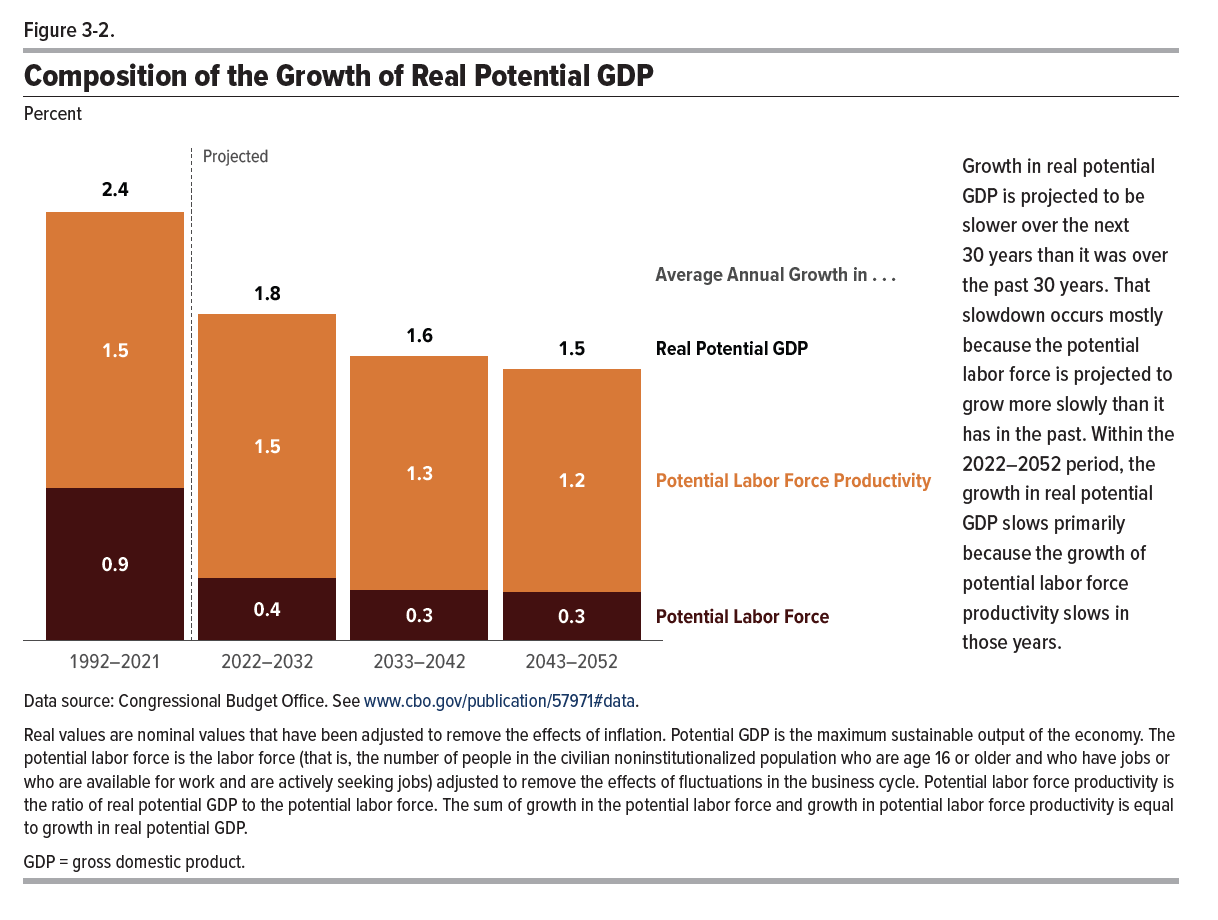 Figure 3-2.
Composition of the Growth of Real Potential GDP
Percent
Projected
2.4
1.5
0.9
1.8
1.5
0.4
1.6
1.3
0.3
1.5
1.2
0.3
1992–2021
2022–2032
2033–2042
2043–2052
Average Annual Growth in . . .
Real Potential GDP
Potential Labor Force Productivity
Potential Labor Force
Growth in real potential
GDP is projected to be
slower over the next
30 years than it was over
the past 30 years. That
slowdown occurs mostly
because the potential
labor force is projected to
grow more slowly than it
has in the past. Within the
2022–2052 period, the
growth in real potential
GDP slows primarily
because the growth of
potential labor force
productivity slows in
those years.
Data source: Congressional Budget Office. See www.cbo.gov/publication/57971#data.
Real values are nominal values that have been adjusted to remove the effects of inflation. Potential GDP is the maximum sustainable output of the economy. The
potential labor force is the labor force (that is, the number of people in the civilian noninstitutionalized population who are age 16 or older and who have jobs or
who are available for work and are actively seeking jobs) adjusted to remove the effects of fluctuations in the business cycle. Potential labor force productivity is
the ratio of real potential GDP to the potential labor force. The sum of growth in the potential labor force and growth in potential labor force productivity is equal
to growth in real potential GDP.
GDP = gross domestic product.